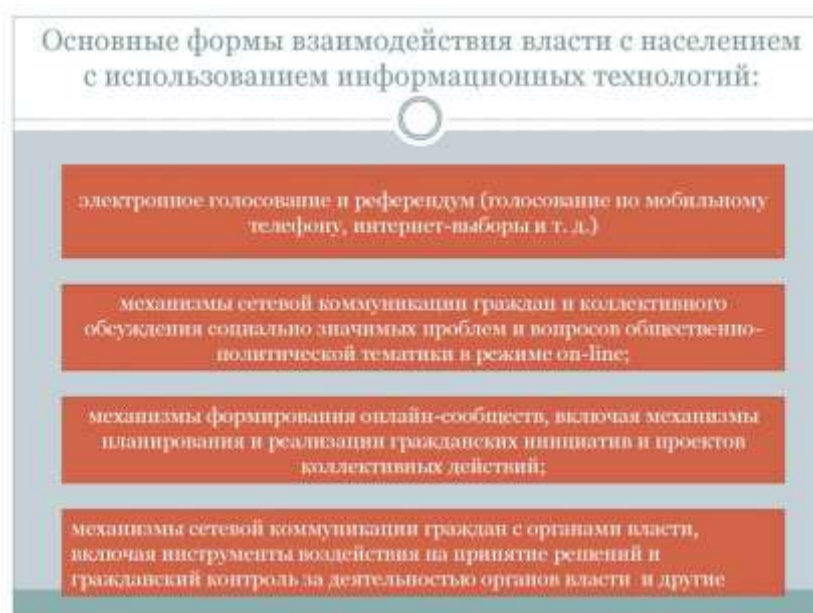 Основные формы взаимодействия власти с населением
с использованием информационных технологий:
электронное голосование и референдум (голосование по мобильному
телефону, интернет-выборы и т. д.)
механизмы сетевой коммуникации граждан и коллективного
обсуждения социально значимых проблем и вопросов общественно-
политической тематики в режиме on-line;
механизмы формирования онлайн-сообществ, включая механизмы
планирования и реализации гражданских инициатив и проектов
коллективных действий;
механизмы сетевой коммуникации граждан с органами власти,
включая инструменты воздействия на принятие решений и
гражданский контроль за деятельностью органов власти и другие